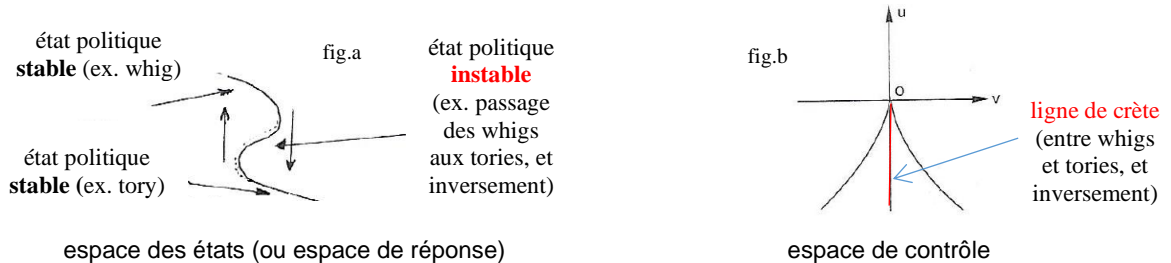 état politique
stable (ex. whig)
fig.a
état politique
instable
(ex. passage
des whigs
aux tories, et
inversement)
état politique
stable (ex. tory)
espace des états (ou espace de réponse)
fig.b
u
o
v
ligne de crète
(entre whigs
et tories, et
inversement)
espace de contrôle